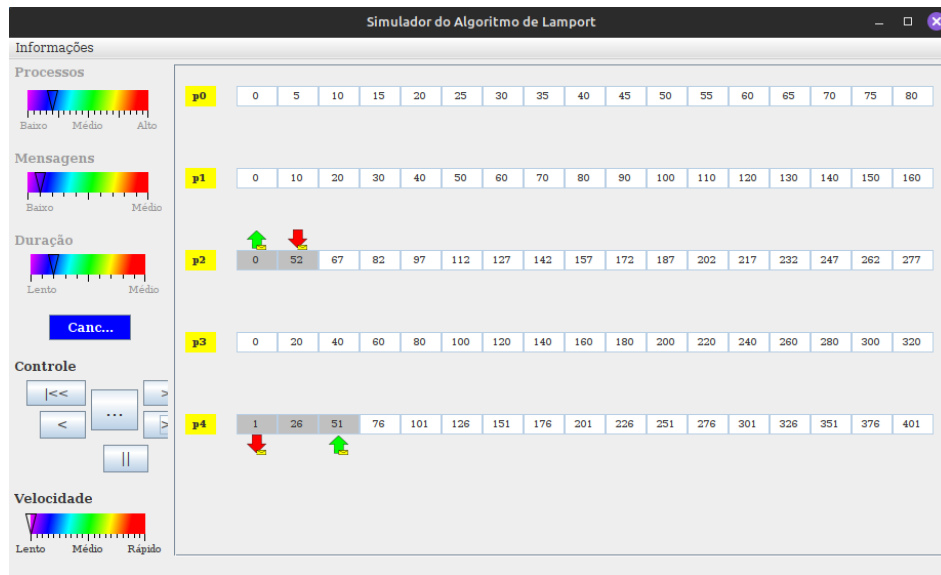 Simulador do Algoritmo de Lamport
Informações
Processos
Baixo Médio Alto
Mensagens
Baixo Médio
Duração
Lento Médio
Canc...
Controle
|<< >
... 
< >
||
Velocidade
Lento Médio Rápido
p0 0 5 10 15 20 25 30 35 40 45 50 55 60 65 70 75 80
p1 0 10 20 30 40 50 60 70 80 90 100 110 120 130 140 150 160
p2 0 52 67 82 97 112 127 142 157 172 187 202 217 232 247 262 277
p3 0 20 40 60 80 100 120 140 160 180 200 220 240 260 280 300 320
p4 1 26 51 76 101 126 151 176 201 226 251 276 301 326 351 376 401